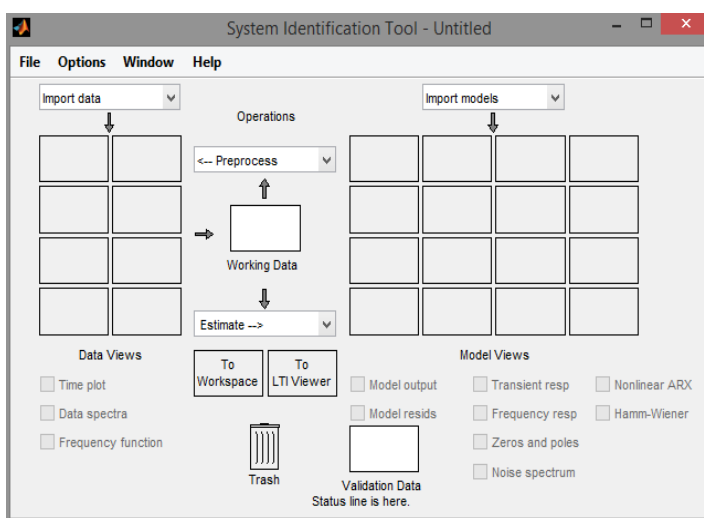 System Identification Tool - Untitled
File Options Window Help
Import data
Import models
Operations
<-- Preprocess
Working Data
Estimate -->
Data Views
Time plot
Data spectra
Frequency function
To
Workspace
To
LTI Viewer
Trash
Model Views
Model output
Transient resp
Nonlinear ARX
Model resids
Frequency resp
Hamm-Wiener
Zeros and poles
Noise spectrum
Validation Data
Status line is here.